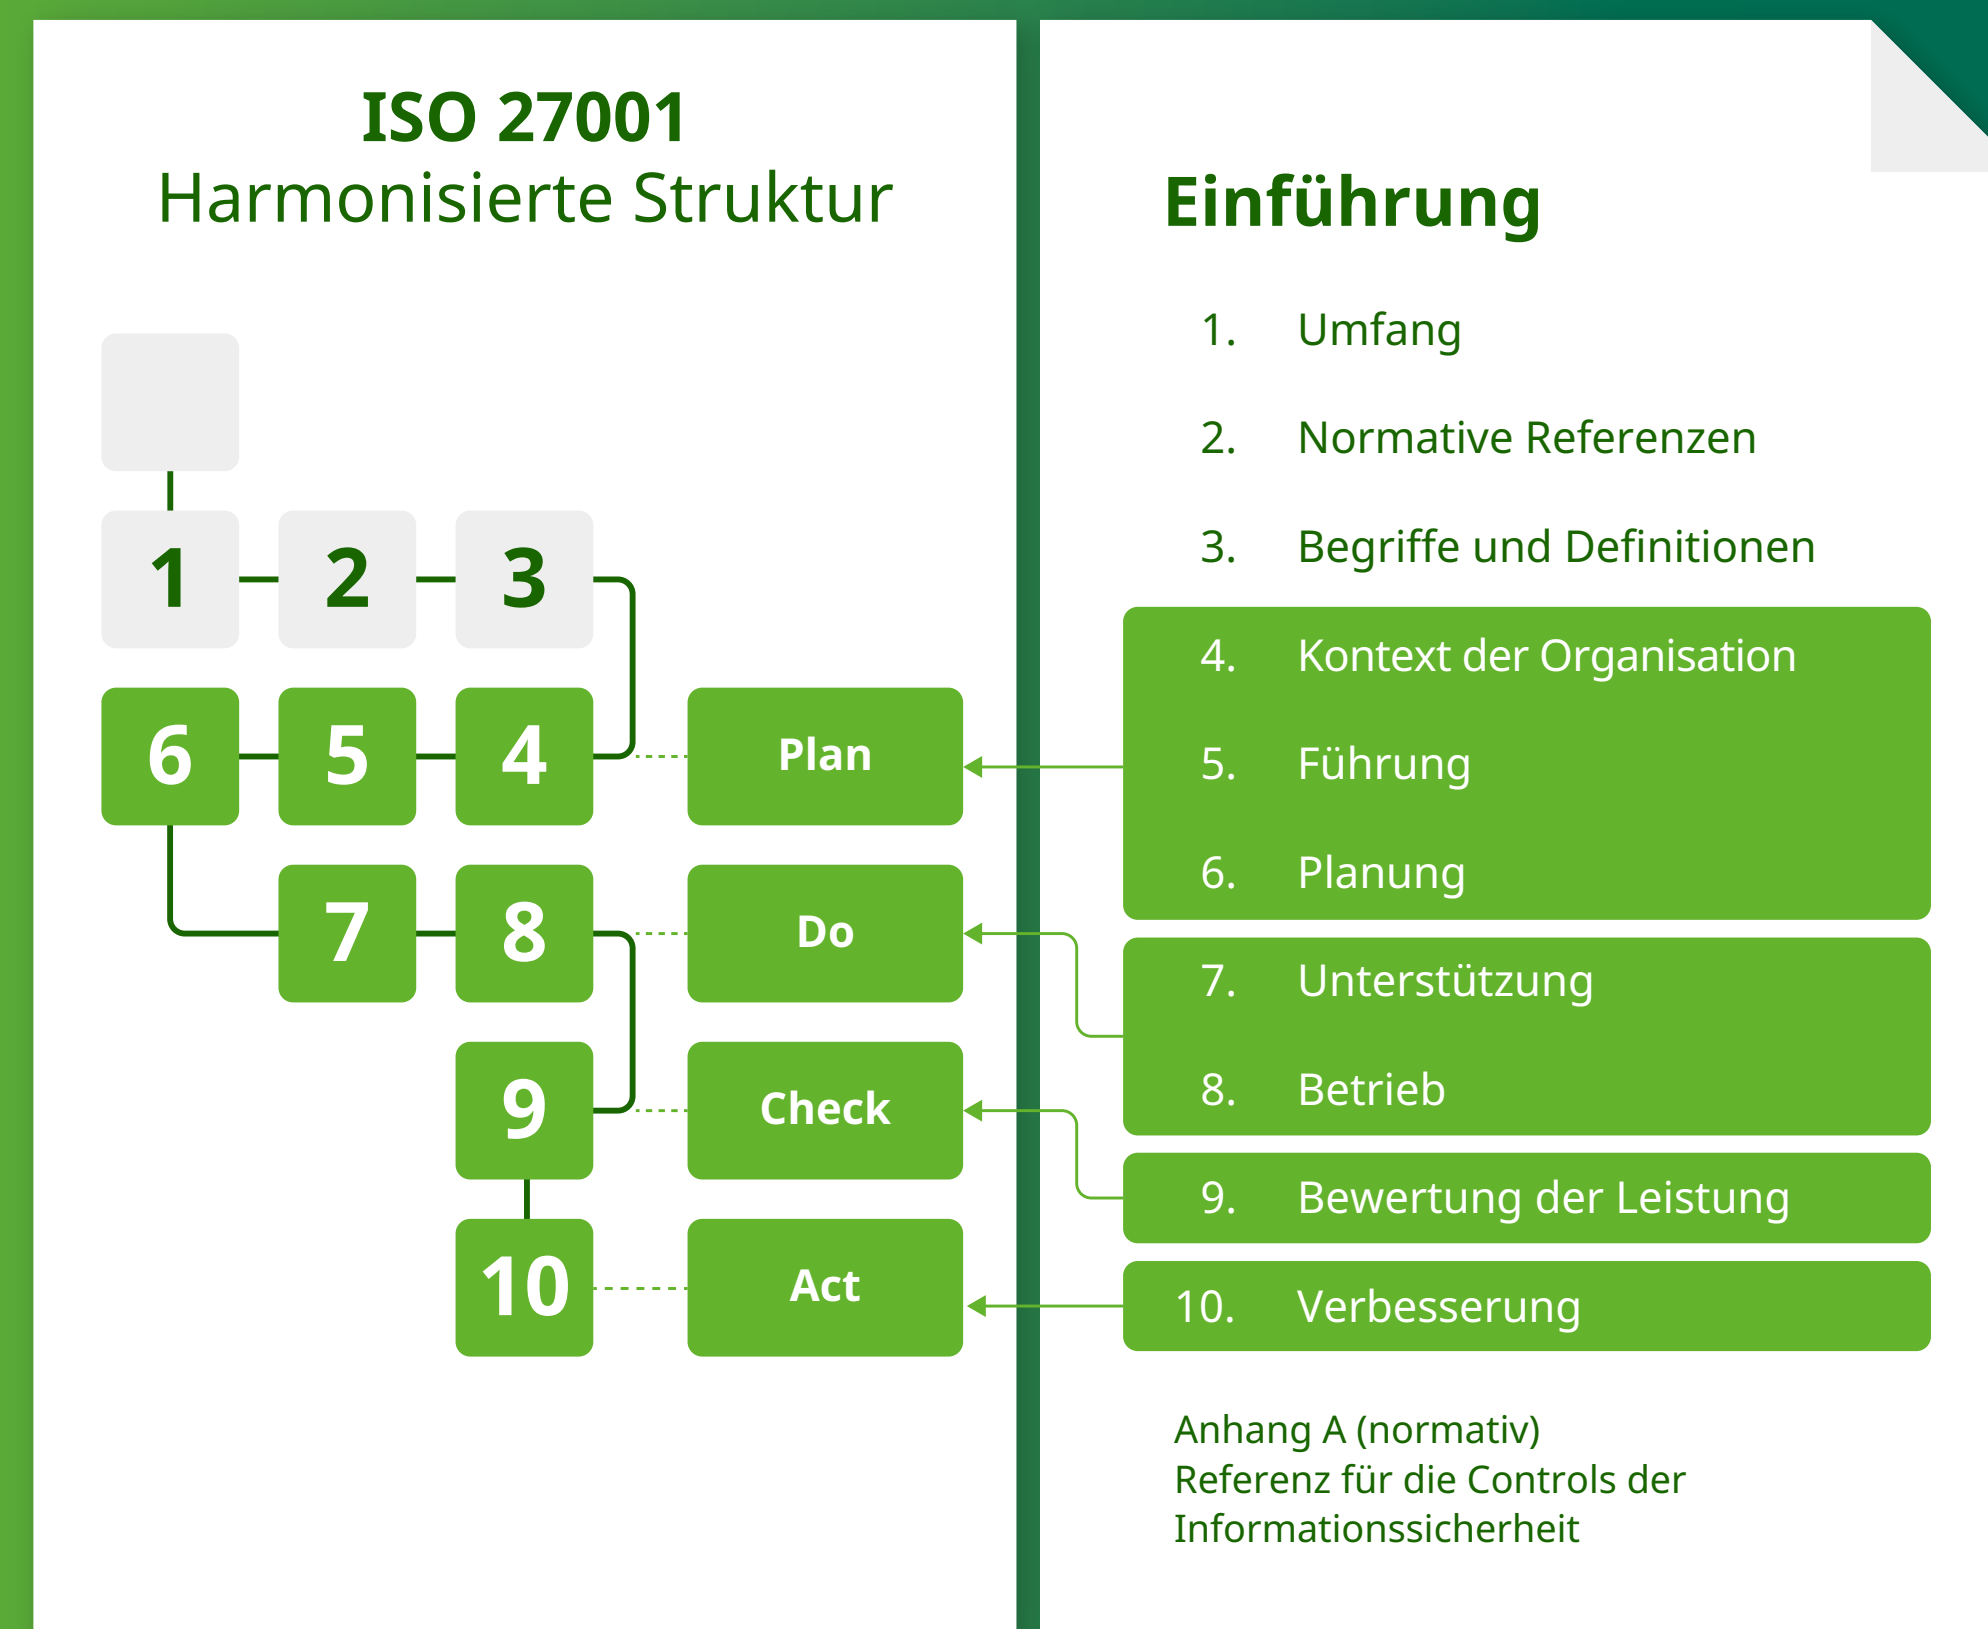 ISO 27001
Harmonisierte Struktur
1 2 3
6 5 4 Plan
7 8 Do
9 Check
10 Act
Einführung
1. Umfang
2. Normative Referenzen
3. Begriffe und Definitionen
4. Kontext der Organisation
5. Führung
6. Planung
7. Unterstützung
8. Betrieb
9. Bewertung der Leistung
10. Verbesserung
Anhang A (normativ)
Referenz für die Controls der
Informationssicherheit